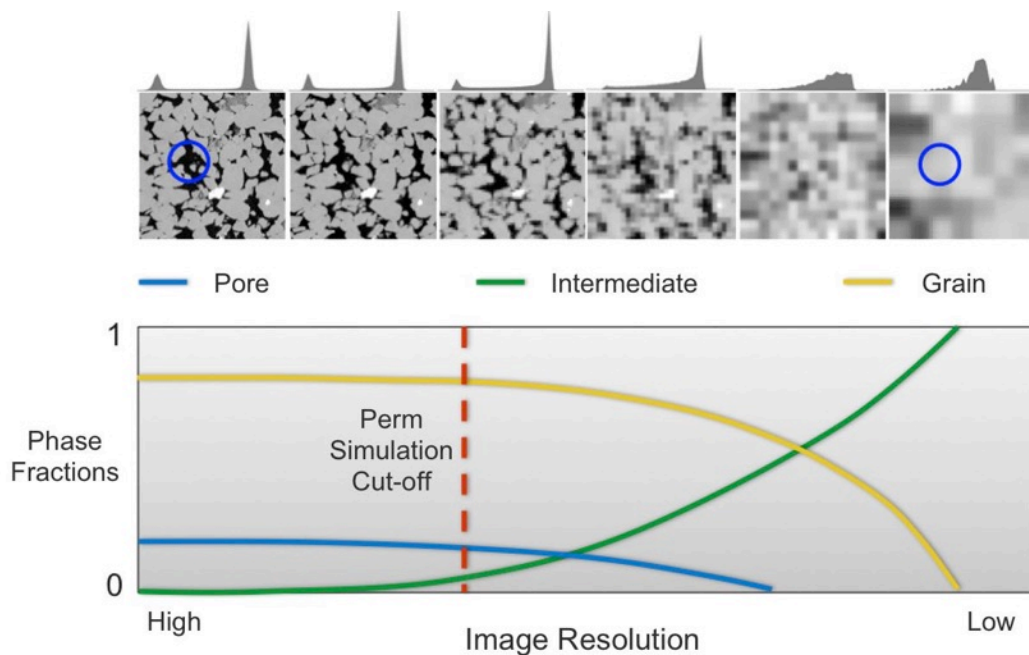 Pore Intermediate Grain
1
Phase
Fractions
Perm
Simulation
Cut-off
0
High Low
Image Resolution